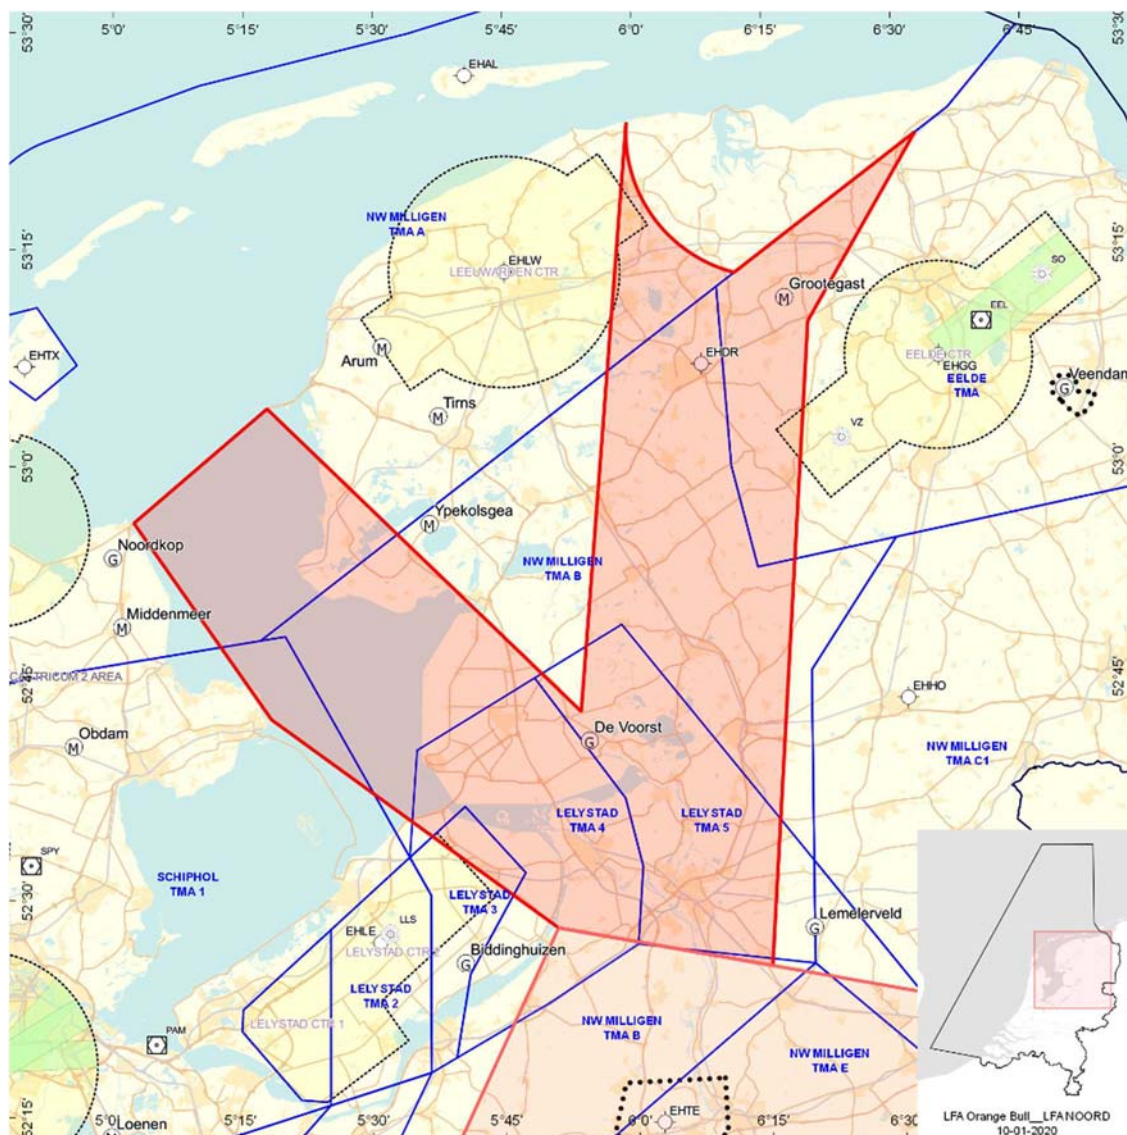 5°0'
5°15'
5°30'
5°45'
6°0'
6°15'
6°30'
6°45'
53°30'
53°30'
EHAL
NW MILLIGEN
TMA A
53°15'
53°15'
EHLW
LEEUWARDEN CTR
Grootegast
M
SO
EEL
EHTX
Arum
M
EHDR
EELDE CTR
EHGG
EELDE
TMA
Veendam
G
Tirns
M
VZ
53°0'
53°0'
Ypekolsgea
M
Noordkop
G
NW MILLIGEN
TMA B
Middenmeer
M
52°45'
52°45'
2 AREA
EHHO
Obdam
M
De Voorst
G
NW MILLIGEN
TMA C1
LELYSTAD
TMA 4
LELYSTAD
TMA 5
SPY
SCHIPHOL
TMA 1
52°30'
LELYSTAD
TMA 3
Lemelerveld
G
LLS
EHLE
LELYSTAD CTR 2
Biddinghuizen
G
LELYSTAD
TMA 2
LELYSTAD CTR 1
NW MILLIGEN
TMA B
PAM
NW MILLIGEN
TMA E
52°15'
5°0'
5°15'
5°30'
5°45'
6°0'
6°15'
6°30'
EHTE
Loenen
LFA Orange Bull__LFANOORD
10-01-2020